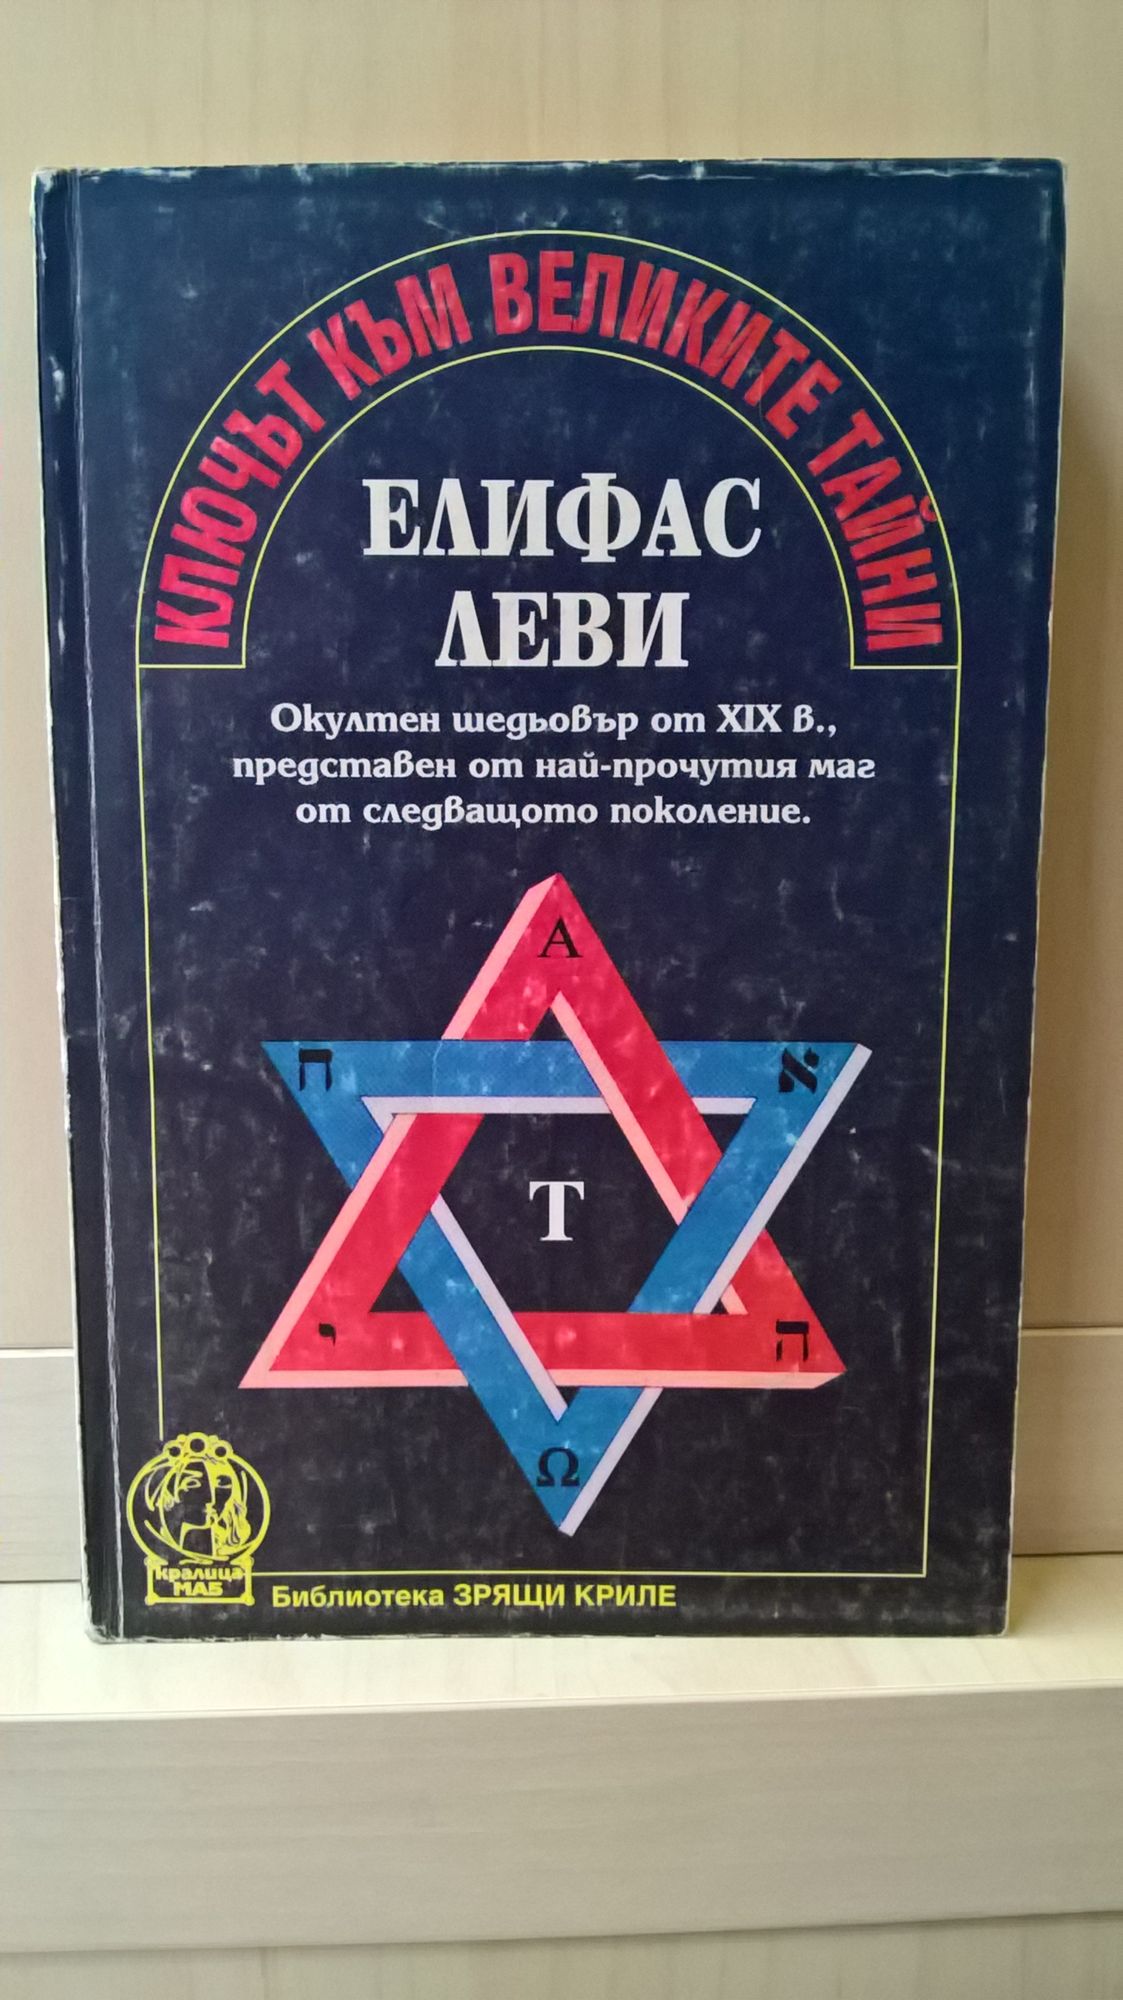 КЛЮЧЪТ КЪМ ВЕЛИКИТЕ ТАЙНИ
ЕЛИФАС
ЛЕВИ
Окултен шедьовър от XIX в.,
представен от най-прочутия маг
от следващото поколение.
A
ח א
T
י ה
Ω
кралица
МАБ
Библиотека ЗРЯЩИ КРИЛЕ